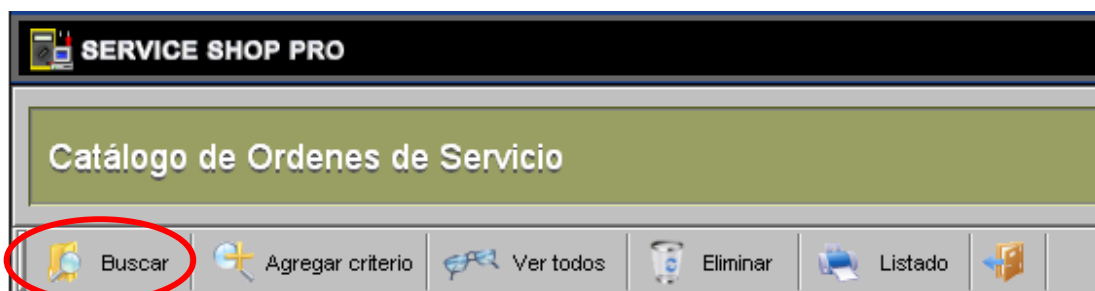 SERVICE SHOP PRO
Catálogo de Ordenes de Servicio
Buscar Agregar criterio Ver todos Eliminar Listado